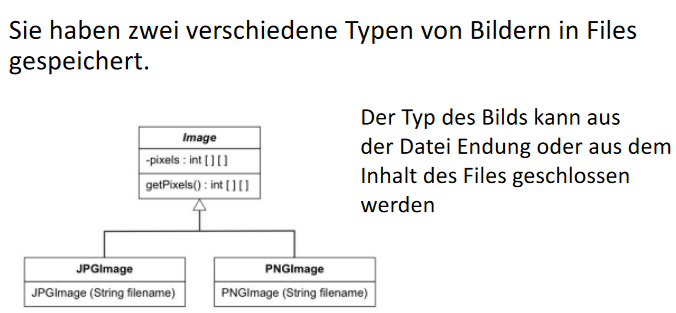 Sie haben zwei verschiedene Typen von Bildern in Files
gespeichert.
Der Typ des Bilds kann aus
der Datei Endung oder aus dem
Inhalt des Files geschlossen
werden
Image
-pixels : int [ ] [ ]
getPixels() : int [ ] [ ]
JPGImage
JPGImage (String filename)
PNGImage
PNGImage (String filename)